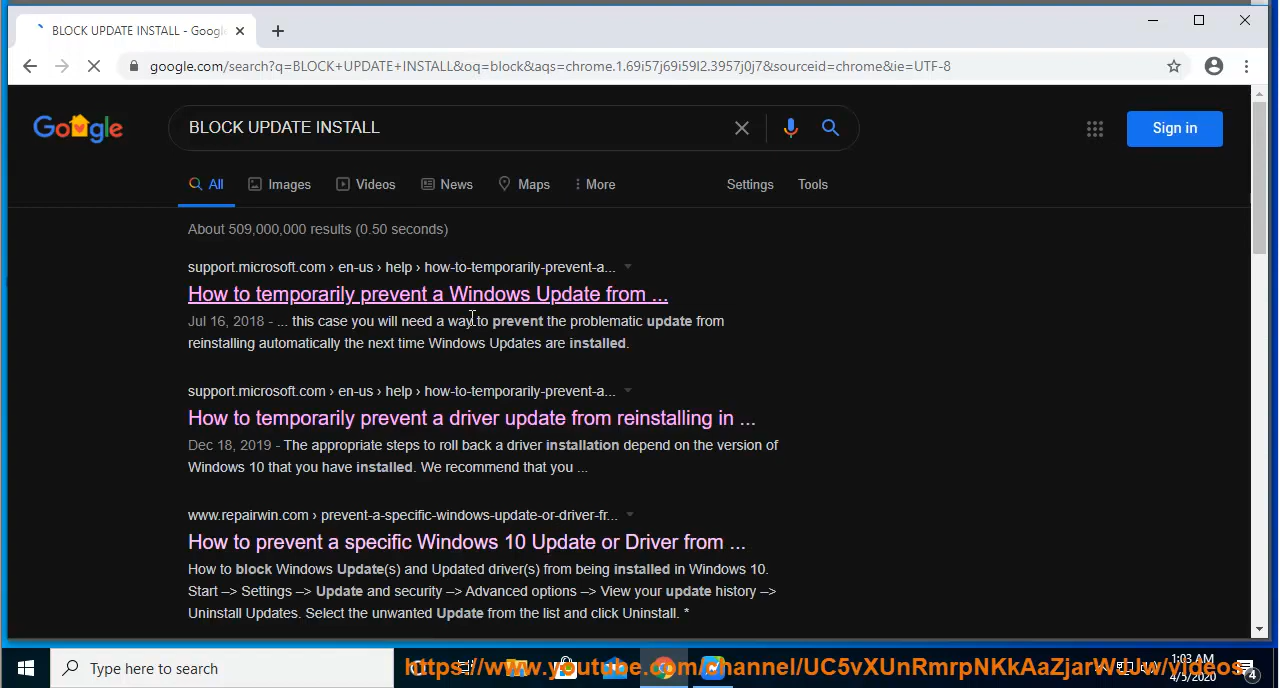 BLOCK UPDATE INSTALL - Googl
google.com/search?q=BLOCK+UPDATE+INSTALL&oq=block&aqs=chrome.1.69i57j69i59l2.3957j0j7&sourceid=chrome&ie=UTF-8
Google
BLOCK UPDATE INSTALL
Sign in
All Images Videos News Maps More Settings Tools
About 509,000,000 results (0.50 seconds)
support.microsoft.com › en-us › help › how-to-temporarily-prevent-a...
How to temporarily prevent a Windows Update from ...
Jul 16, 2018 - ... this case you will need a way to prevent the problematic update from
reinstalling automatically the next time Windows Updates are installed.
support.microsoft.com › en-us › help › how-to-temporarily-prevent-a...
How to temporarily prevent a driver update from reinstalling in ...
Dec 18, 2019 - The appropriate steps to roll back a driver installation depend on the version of
Windows 10 that you have installed. We recommend that you ...
www.repairwin.com › prevent-a-specific-windows-update-or-driver-fr...
How to prevent a specific Windows 10 Update or Driver from ...
How to block Windows Update(s) and Updated driver(s) from being installed in Windows 10.
Start –> Settings –> Update and security –> Advanced options –> View your update history –>
Uninstall Updates. Select the unwanted Update from the list and click Uninstall. *
Type here to search
1:03 AM
4/5/2020
4